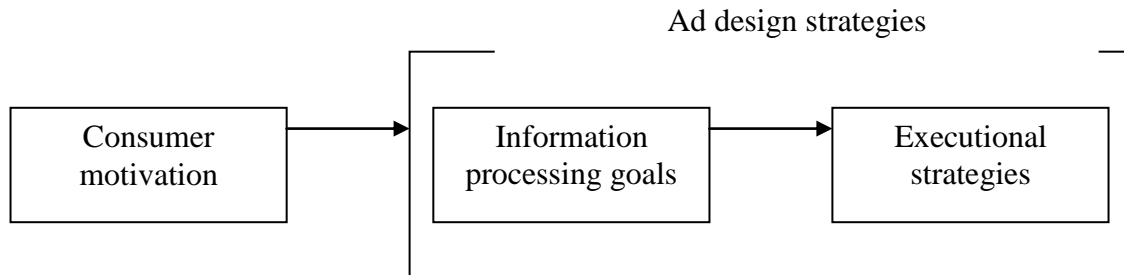 Ad design strategies
Consumer
motivation
Information
processing goals
Executional
strategies